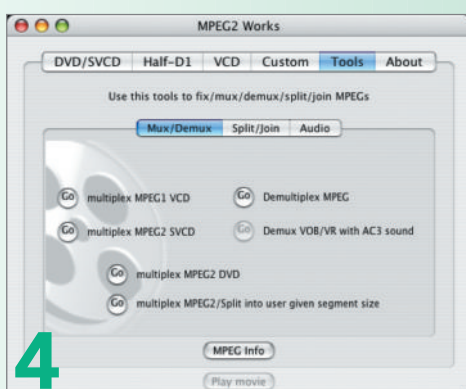 MPEG2 Works
DVD/SVCD Half-D1 VCD Custom Tools About
Use this tools to fix/mux/demux/split/join MPEGs
Mux/Demux Split/Join Audio
Go multiplex MPEG1 VCD Go Demultiplex MPEG
Go multiplex MPEG2 SVCD Go Demux VOB/VR with AC3 sound
Go multiplex MPEG2 DVD
Go multiplex MPEG2/Split into user given segment size
MPEG Info
Play movie
4